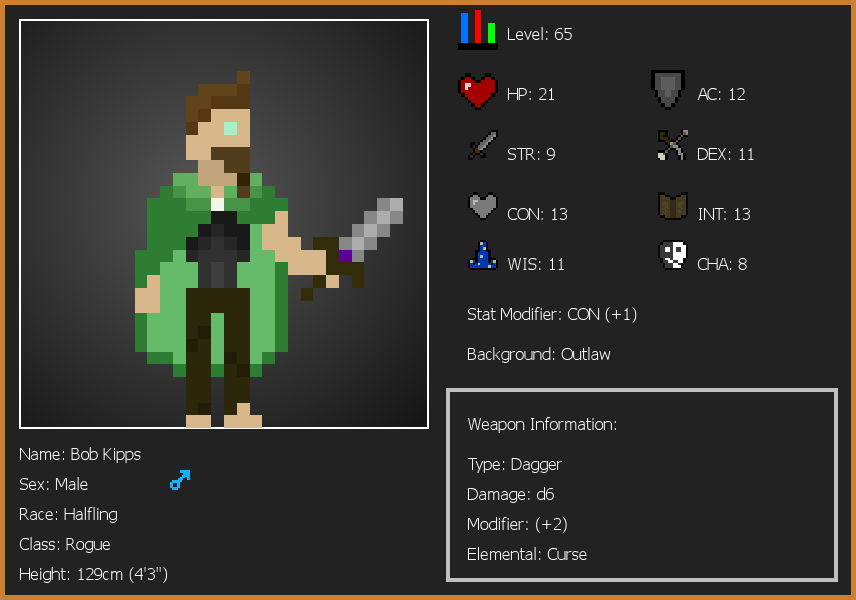 Level: 65
HP: 21
AC: 12
STR: 9
DEX: 11
CON: 13
INT: 13
WIS: 11
CHA: 8
Stat Modifier: CON (+1)
Background: Outlaw
Weapon Information:
Type: Dagger
Damage: d6
Modifier: (+2)
Elemental: Curse
Name: Bob Kipps
Sex: Male
Race: Halfling
Class: Rogue
Height: 129cm (4'3")